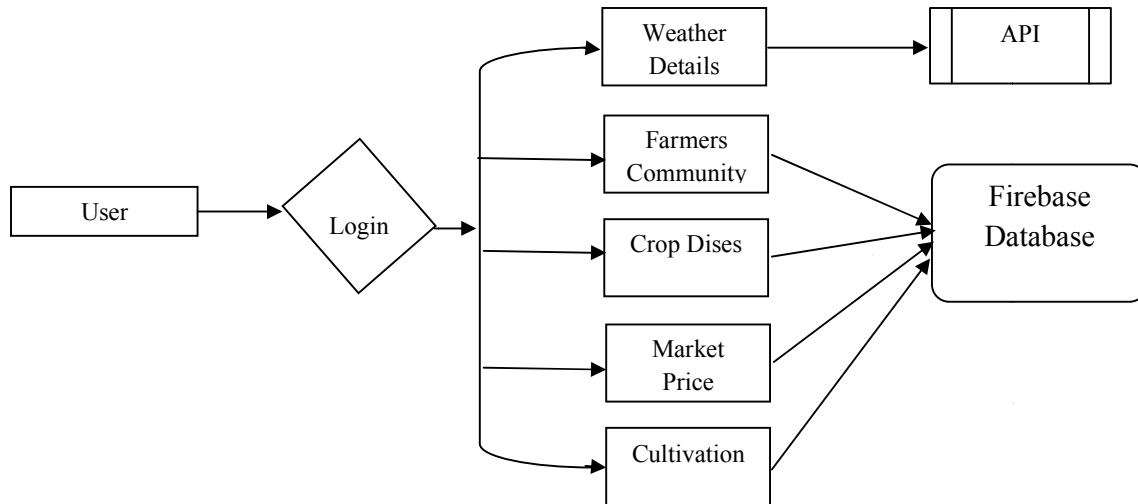 Weather
Details
API
Farmers
Community
Firebase
Database
User
Login
Crop Dises
Market
Price
Cultivation